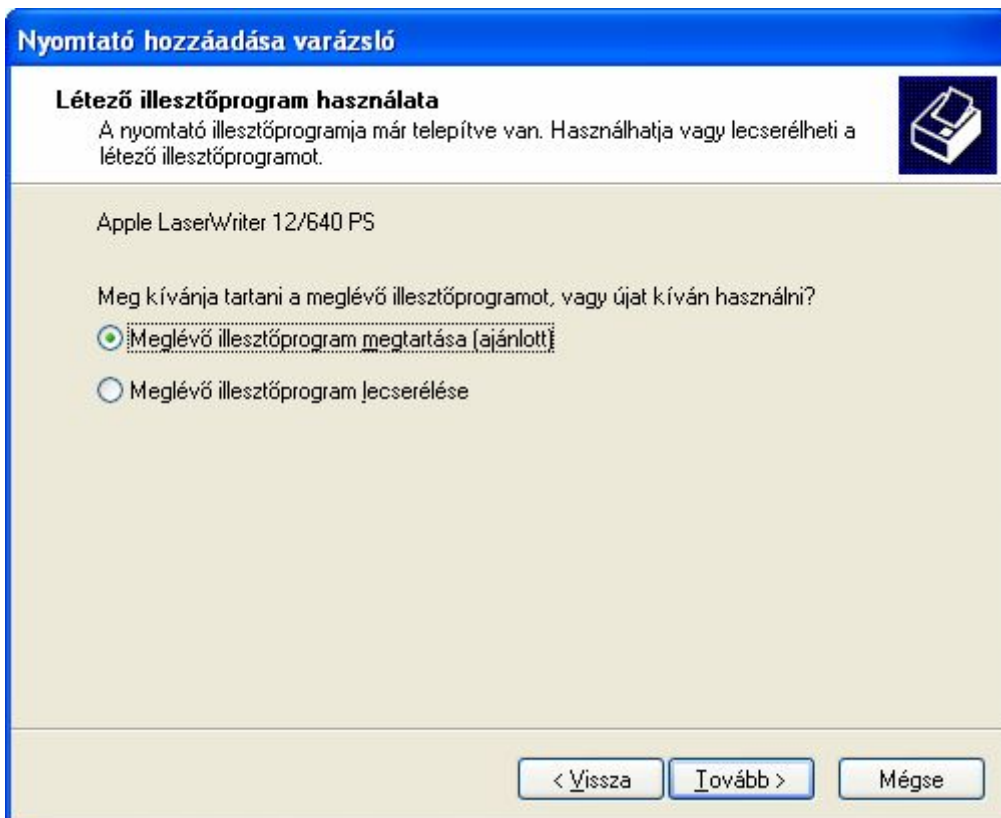 Nyomtató hozzáadása varázsló
Létező illesztőprogram használata
A nyomtató illesztőprogramja már telepítve van. Használhatja vagy lecserélheti a
létező illesztőprogramot.
Apple LaserWriter 12/640 PS
Meg kívánja tartani a meglévő illesztőprogramot, vagy újat kíván használni?
Meglévő illesztőprogram megtartása (ajánlott)
Meglévő illesztőprogram lecserélése
< Vissza Tovább > Mégse